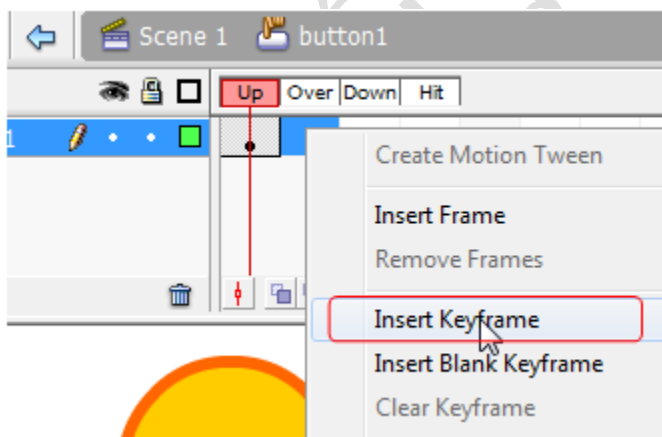 Scene 1 button1
Up Over Down Hit
1
Create Motion Tween
Insert Frame
Remove Frames
Insert Keyframe
Insert Blank Keyframe
Clear Keyframe